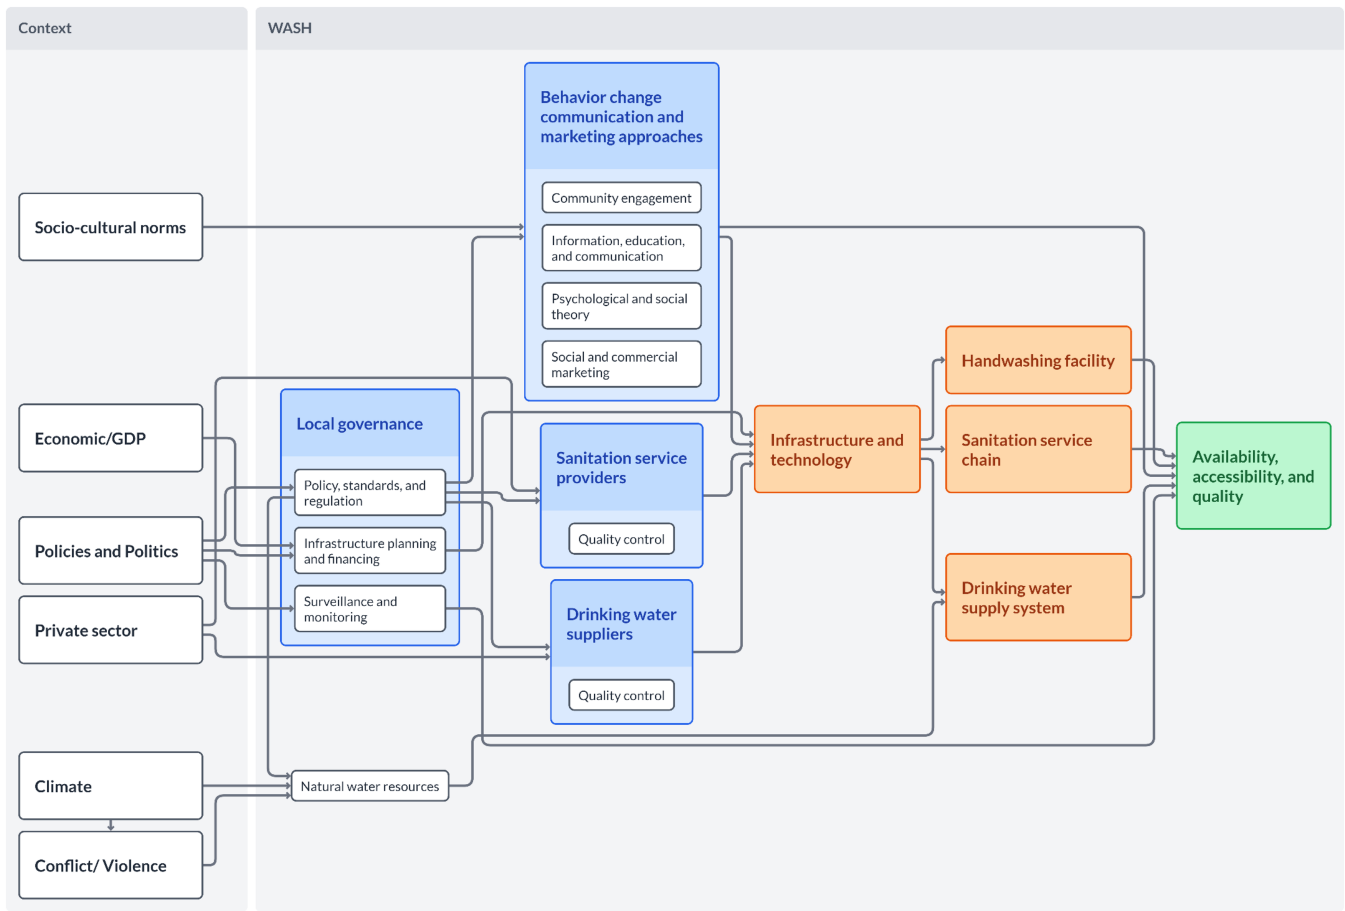 Context
WASH
Behavior change
communication and
marketing approaches
Community engagement
Information, education,
and communication
Psychological and social
theory
Social and commercial
marketing
Socio-cultural norms
Economic/GDP
Policies and Politics
Private sector
Climate
Conflict/ Violence
Local governance
Policy, standards, and
regulation
Infrastructure planning
and financing
Surveillance and
monitoring
Natural water resources
Sanitation service
providers
Quality control
Drinking water
suppliers
Quality control
Infrastructure and
technology
Handwashing facility
Sanitation service
chain
Drinking water
supply system
Availability,
accessibility, and
quality